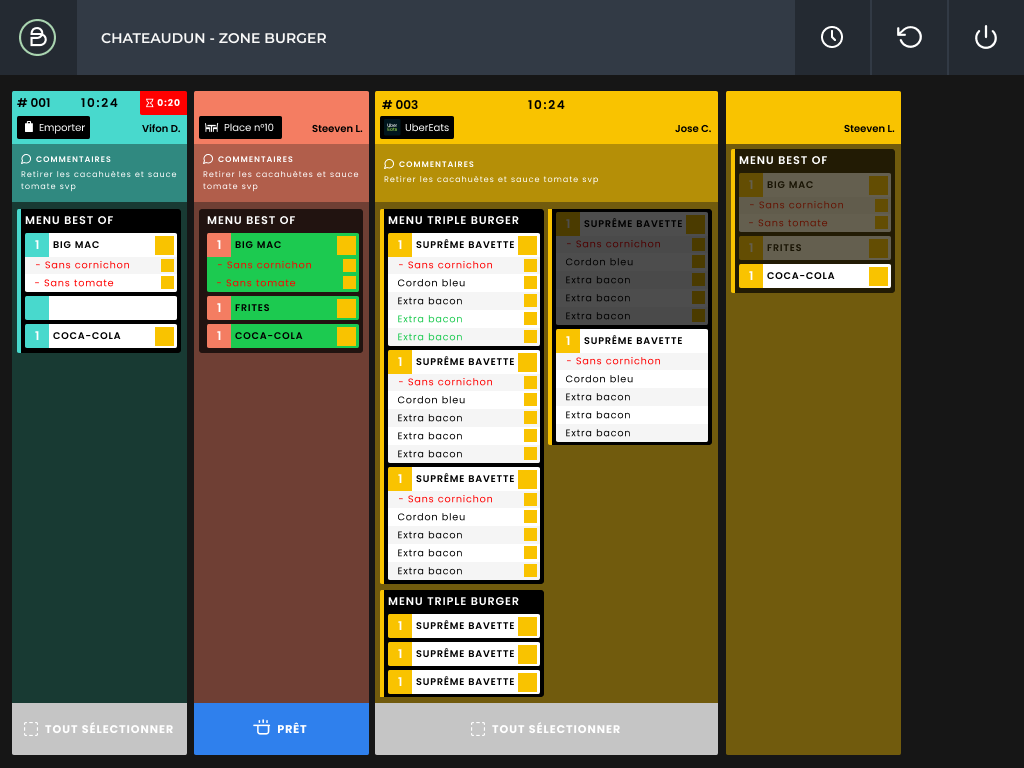 CHATEAUDUN - ZONE BURGER
# 001 10:24 0:20
Emporter Vifon D.
COMMENTAIRES
Retirer les cacahuêtes et sauce
tomate svp
MENU BEST OF
1 BIG MAC
- Sans cornichon
- Sans tomate
1 COCA-COLA
TOUT SÉLECTIONNER
Place n°10 Steeven L.
COMMENTAIRES
Retirer les cacahuêtes et sauce
tomate svp
MENU BEST OF
1 BIG MAC
- Sans cornichon
- Sans tomate
1 FRITES
1 COCA-COLA
PRÊT
# 003 10:24
Uber Eats UberEats Jose C.
COMMENTAIRES
Retirer les cacahuêtes et sauce tomate svp
MENU TRIPLE BURGER
1 SUPRÊME BAVETTE
- Sans cornichon
Cordon bleu
Extra bacon
Extra bacon
Extra bacon
1 SUPRÊME BAVETTE
- Sans cornichon
Cordon bleu
Extra bacon
Extra bacon
Extra bacon
1 SUPRÊME BAVETTE
- Sans cornichon
Cordon bleu
Extra bacon
Extra bacon
Extra bacon
MENU TRIPLE BURGER
1 SUPRÊME BAVETTE
1 SUPRÊME BAVETTE
1 SUPRÊME BAVETTE
1 SUPRÊME BAVETTE
- Sans cornichon
Cordon bleu
Extra bacon
Extra bacon
Extra bacon
1 SUPRÊME BAVETTE
- Sans cornichon
Cordon bleu
Extra bacon
Extra bacon
Extra bacon
TOUT SÉLECTIONNER
Steeven L.
MENU BEST OF
1 BIG MAC
- Sans cornichon
- Sans tomate
1 FRITES
1 COCA-COLA